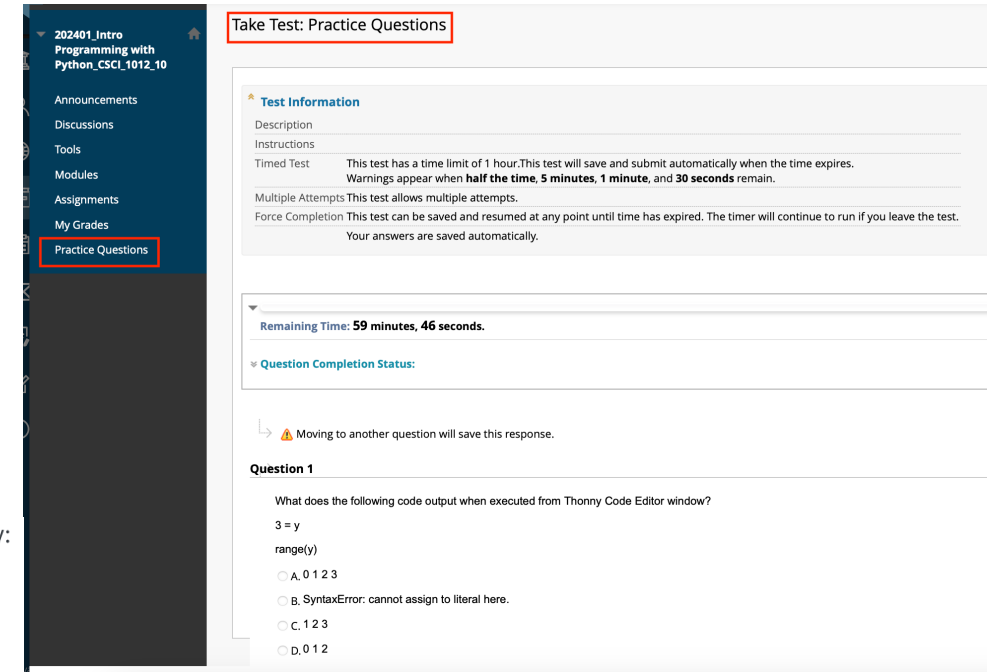 202401_Intro
Programming with
Python_CSCI_1012_10
Announcements
Discussions
Tools
Modules
Assignments
My Grades
Practice Questions
y:
Take Test: Practice Questions
Test Information
Description
Instructions
Timed Test This test has a time limit of 1 hour.This test will save and submit automatically when the time expires.
Warnings appear when half the time, 5 minutes, 1 minute, and 30 seconds remain.
Multiple Attempts This test allows multiple attempts.
Force Completion This test can be saved and resumed at any point until time has expired. The timer will continue to run if you leave the test.
Your answers are saved automatically.
Remaining Time: 59 minutes, 46 seconds.
Question Completion Status:
Moving to another question will save this response.
Question 1
What does the following code output when executed from Thonny Code Editor window?
3 = y
range(y)
A. 0 1 2 3
B. SyntaxError: cannot assign to literal here.
C. 1 2 3
D. 0 1 2